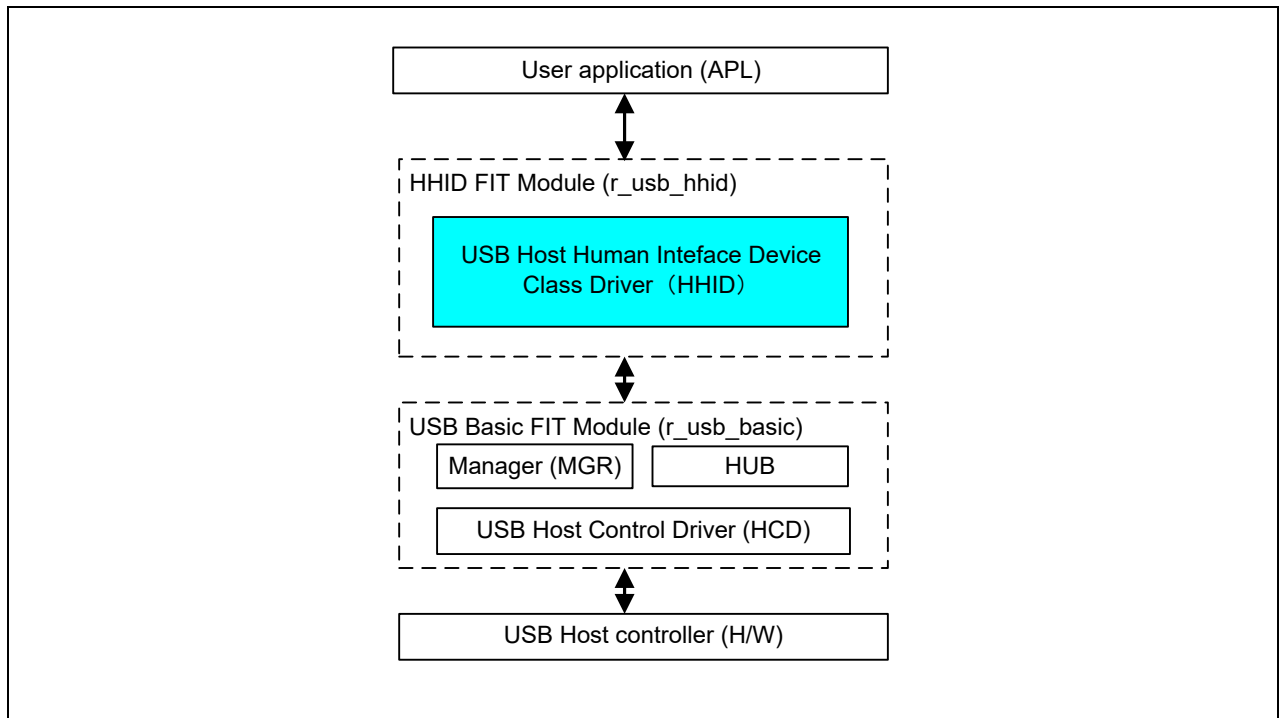 User application (APL)
HHID FIT Module (r_usb_hhid)
USB Host Human Inteface Device
Class Driver（HHID）
USB Basic FIT Module (r_usb_basic)
Manager (MGR)
HUB
USB Host Control Driver (HCD)
USB Host controller (H/W)